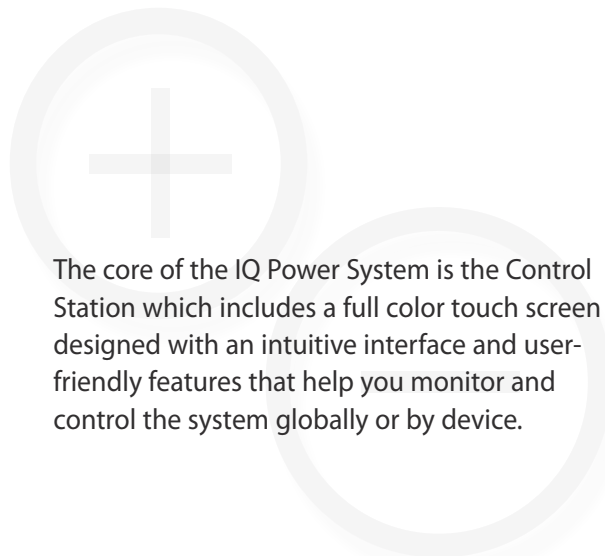 The core of the IQ Power System is the Control
Station which includes a full color touch screen
designed with an intuitive interface and user-
friendly features that help you monitor and
control the system globally or by device.